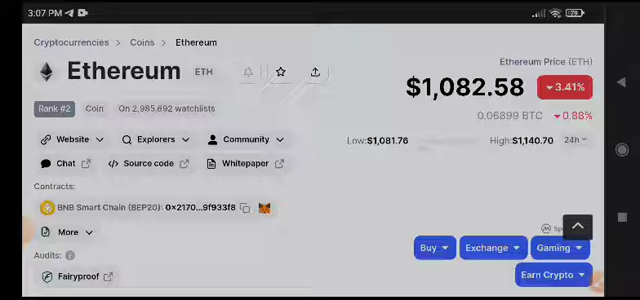 3:07 PM
79
Cryptocurrencies > Coins > Ethereum
Ethereum ETH
Rank #2 Coin On 2,985,692 watchlists
Website Explorers Community
Chat Source code Whitepaper
Contracts:
BNB Smart Chain (BEP20): 0x2170...9f933f8
More
Audits:
Fairyproof
Ethereum Price (ETH)
$1,082.58 3.41%
0.06899 BTC 0.88%
Low:$1,081.76 High:$1,140.70 24h
Buy Exchange Gaming
Earn Crypto